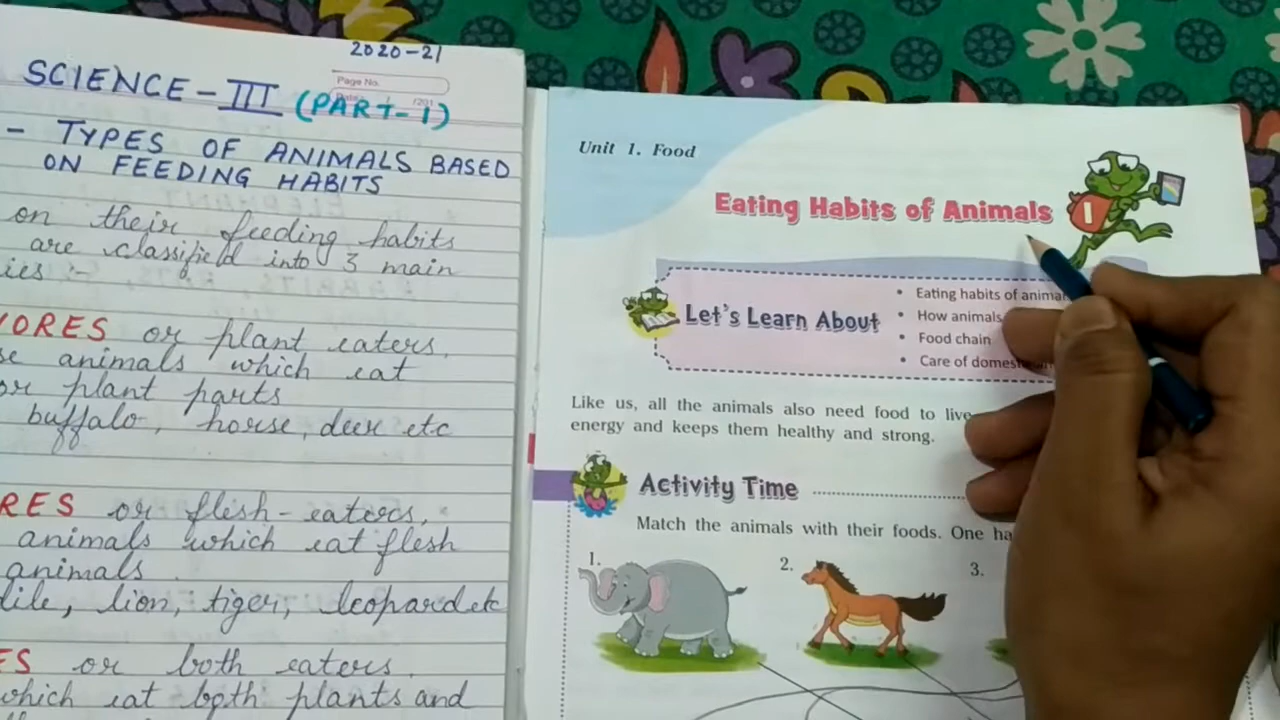 2020-21
Page No.
SCIENCE - III (PART-1)
- TYPES OF ANIMALS BASED
ON FEEDING HABITS
on their feeding habits
are classified into 3 main
ies :-
VORES or plant eaters.
se animals which eat
or plant parts
buffalo, horse, deer etc
RES or flesh-eaters,
animals which eat flesh
animals
dile, lion, tiger, leopard etc
ES or both eaters.
which eat both plants and
Unit 1. Food
Eating Habits of Animals
1
Let's Learn About
• Eating habits of animal
• How animals
• Food chain
• Care of domes
Like us, all the animals also need food to live
energy and keeps them healthy and strong.
Activity Time
Match the animals with their foods. One ha
1.
2.
3.